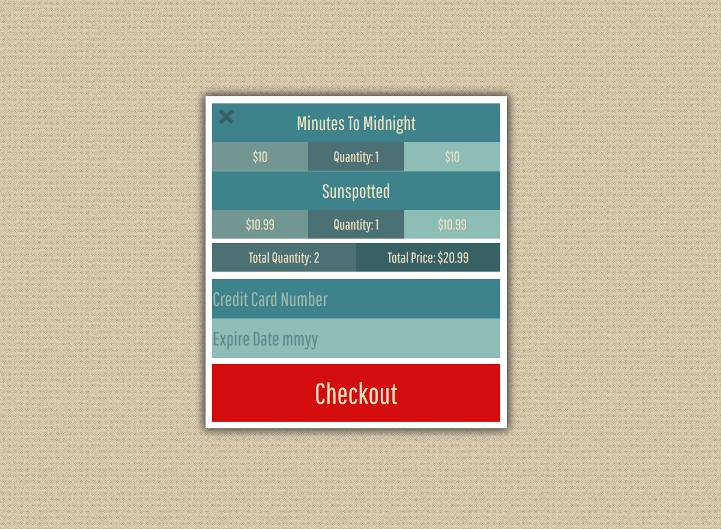 Minutes To Midnight
$10 Quantity: 1 $10
Sunspotted
$10.99 Quantity: 1 $10.99
Total Quantity: 2 Total Price: $20.99
Credit Card Number
Expire Date mmyy
Checkout